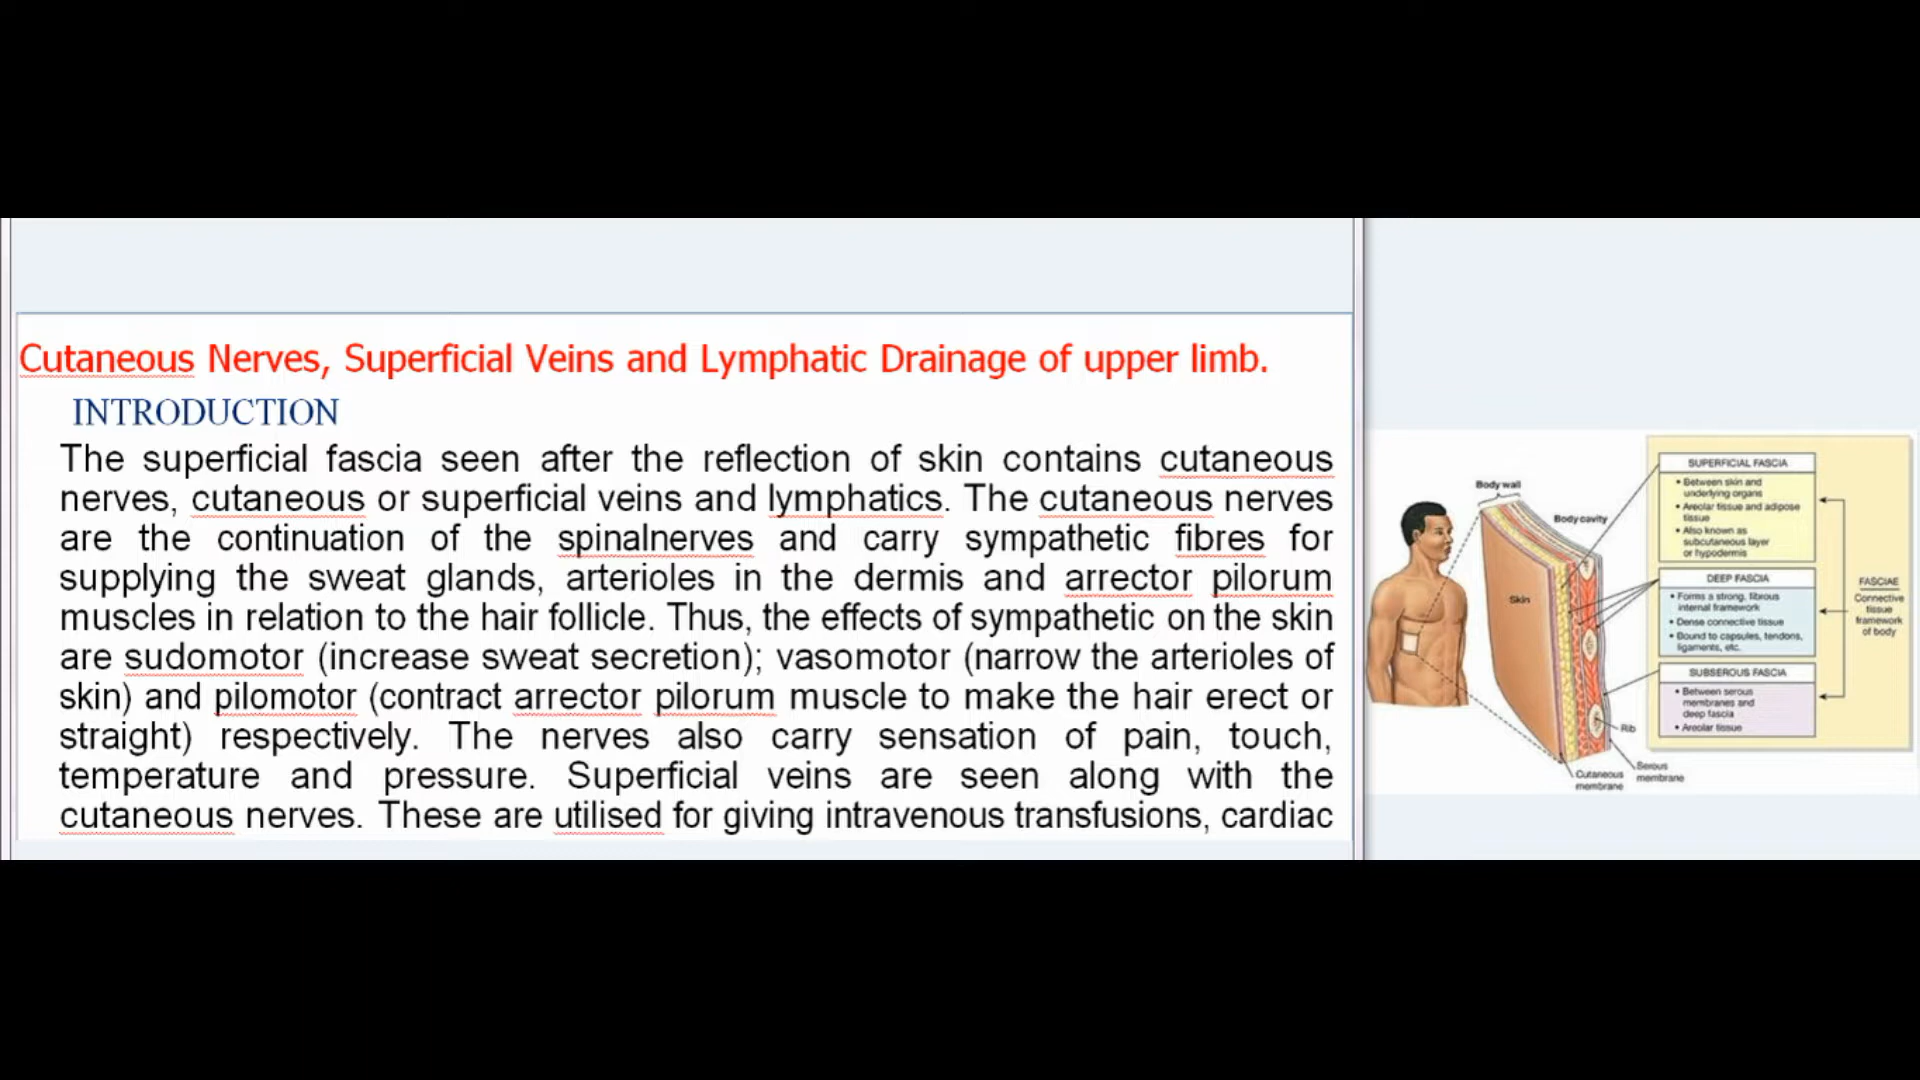 Cutaneous Nerves, Superficial Veins and Lymphatic Drainage of upper limb.
INTRODUCTION
The superficial fascia seen after the reflection of skin contains cutaneous
nerves, cutaneous or superficial veins and lymphatics. The cutaneous nerves
are the continuation of the spinalnerves and carry sympathetic fibres for
supplying the sweat glands, arterioles in the dermis and arrector pilorum
muscles in relation to the hair follicle. Thus, the effects of sympathetic on the skin
are sudomotor (increase sweat secretion); vasomotor (narrow the arterioles of
skin) and pilomotor (contract arrector pilorum muscle to make the hair erect or
straight) respectively. The nerves also carry sensation of pain, touch,
temperature and pressure. Superficial veins are seen along with the
cutaneous nerves. These are utilised for giving intravenous transfusions, cardiac
Body wall
Body cavity
Skin
Rib
Serous
membrane
Cutaneous
membrane
SUPERFICIAL FASCIA
• Between skin and
underlying organs
• Areolar tissue and adipose
tissue
• Also known as
subcutaneous layer
or hypodermis
DEEP FASCIA
• Forms a strong, fibrous
internal framework
• Dense connective tissue
• Bound to capsules, tendons,
ligaments, etc.
SUBSEROUS FASCIA
• Between serous
membranes and
deep fascia
• Areolar tissue
FASCIAE
Connective
tissue
framework
of body